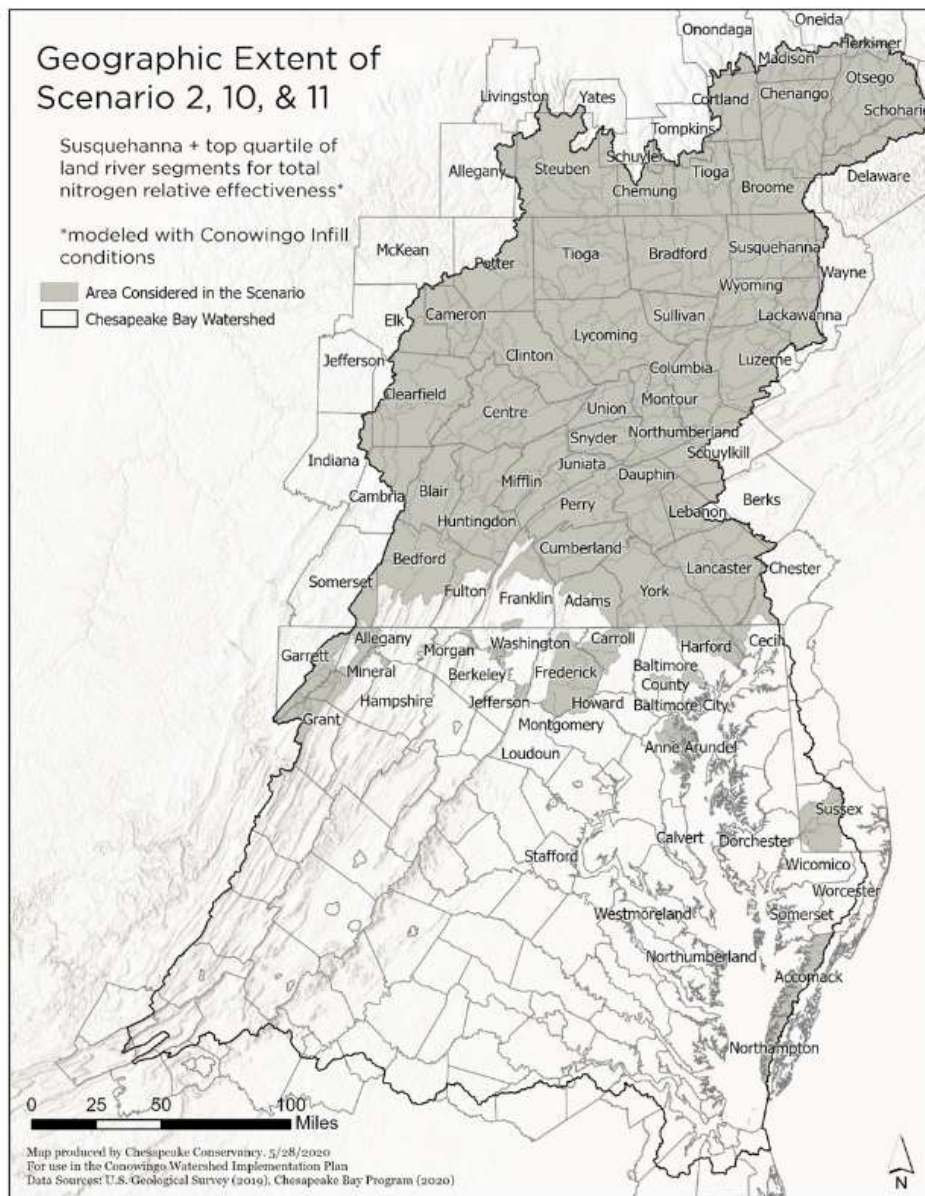 Geographic Extent of
Scenario 2, 10, & 11
Susquehanna + top quartile of
land river segments for total
nitrogen relative effectiveness*
*modeled with Conowingo Infill
conditions
Area Considered in the Scenario
Chesapeake Bay Watershed
Oneida
Onondaga
Herkimer
Madison
Otsego
Livingston
Yates
Cortland
Chenango
Schoharie
Tompkins
Schuyler
Allegany
Steuben
Tioga
Delaware
Chemung
Broome
McKean
Potter
Tioga
Bradford
Susquehanna
Wayne
Wyoming
Elk
Cameron
Sullivan
Lackawanna
Lycoming
Jefferson
Clinton
Luzerne
Columbia
Clearfield
Centre
Union
Montour
Snyder
Northumberland
Schuylkill
Indiana
Juniata
Dauphin
Cambria
Blair
Mifflin
Perry
Lebanon
Berks
Huntingdon
Bedford
Cumberland
Somerset
Fulton
Franklin
Adams
York
Lancaster
Chester
Allegany
Washington
Carroll
Harford
Cecil
Garrett
Morgan
Mineral
Berkeley
Frederick
Baltimore
County
Hampshire
Jefferson
Howard
Baltimore City
Grant
Montgomery
Loudoun
Anne Arundel
Sussex
Stafford
Calvert
Dorchester
Wicomico
Worcester
Westmoreland
Somerset
Northumberland
Accomack
Northampton
0 25 50 100
Miles
Map produced by Chesapeake Conservancy. 5/28/2020
For use in the Conowingo Watershed Implementation Plan
Data Sources: U.S. Geological Survey (2019), Chesapeake Bay Program (2020)
N